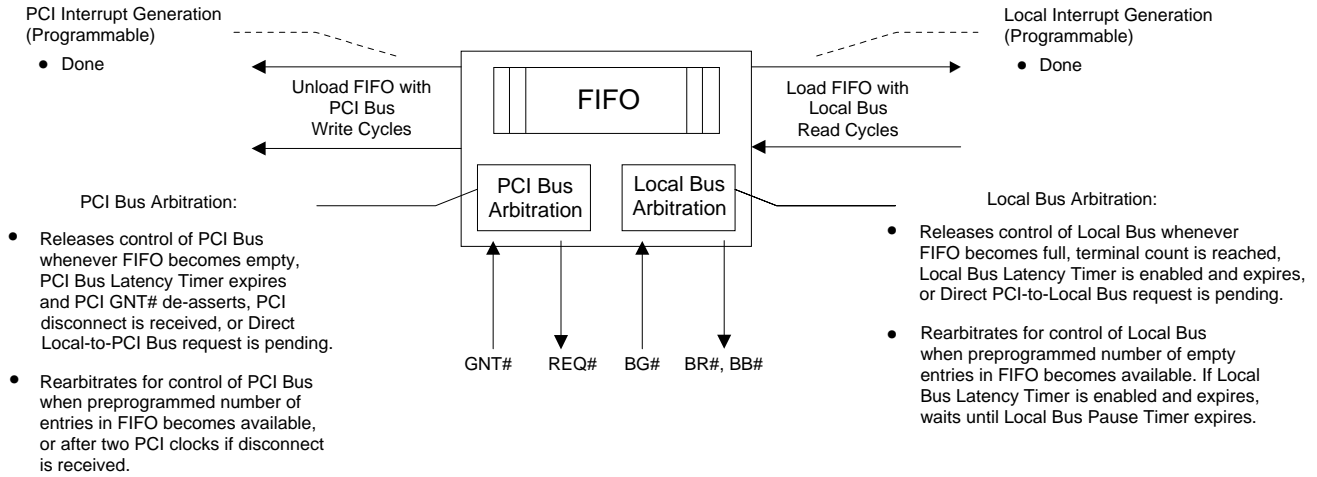 PCI Interrupt Generation
(Programmable)
● Done
Unload FIFO with
PCI Bus
Write Cycles
FIFO
Load FIFO with
Local Bus
Read Cycles
Local Interrupt Generation
(Programmable)
● Done
PCI Bus
Arbitration
Local Bus
Arbitration
GNT#
REQ#
BG#
BR#, BB#
PCI Bus Arbitration:
● Releases control of PCI Bus
whenever FIFO becomes empty,
PCI Bus Latency Timer expires
and PCI GNT# de-asserts, PCI
disconnect is received, or Direct
Local-to-PCI Bus request is pending.
● Rearbitrates for control of PCI Bus
when preprogrammed number of
entries in FIFO becomes available,
or after two PCI clocks if disconnect
is received.
Local Bus Arbitration:
● Releases control of Local Bus whenever
FIFO becomes full, terminal count is reached,
Local Bus Latency Timer is enabled and expires,
or Direct PCI-to-Local Bus request is pending.
● Rearbitrates for control of Local Bus
when preprogrammed number of empty
entries in FIFO becomes available. If Local
Bus Latency Timer is enabled and expires,
waits until Local Bus Pause Timer expires.